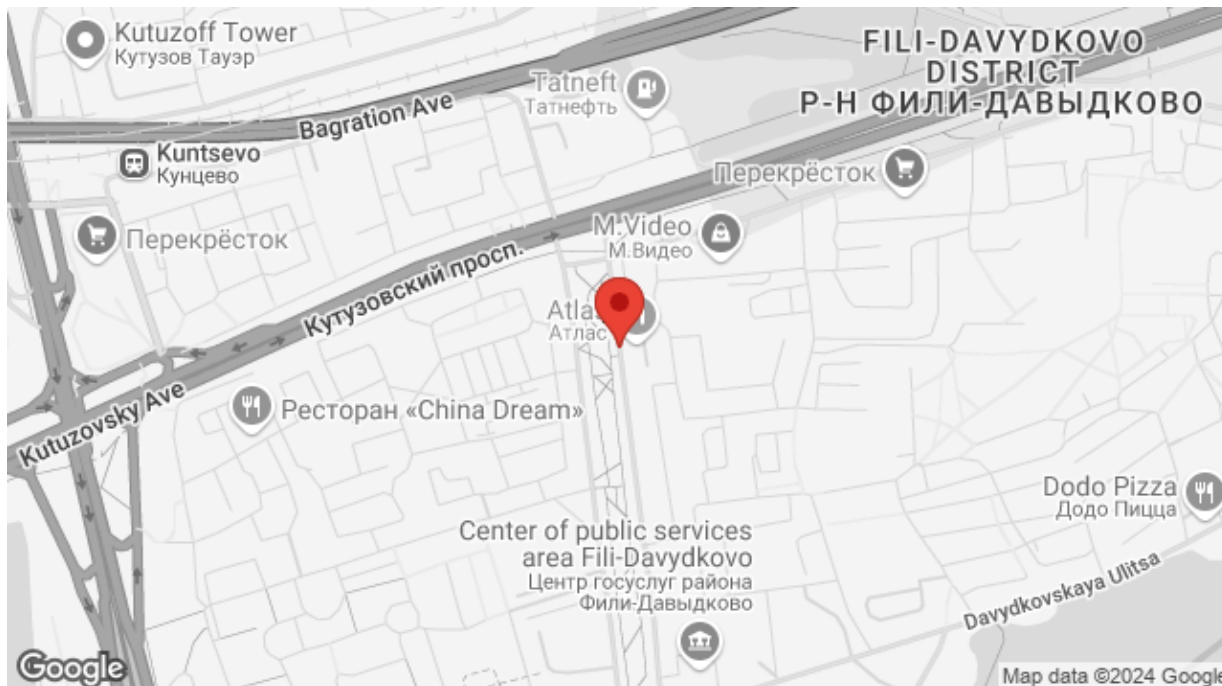 Kutuzoff Tower
Кутузов Тауэр
FILI-DAVYDKOVO
DISTRICT
Р-Н ФИЛИ-ДАВЫДКОВО
Tatneft
Татнефть
Bagration Ave
Kuntsevo
Кунцево
Перекрёсток
Перекрёсток
M.Video
М.Видео
Кутузовский просп.
Atlas
Атлас
Kutuzovsky Ave
Ресторан «China Dream»
Dodo Pizza
Додо Пицца
Center of public services
area Fili-Davydkovo
Центр госуслуг района
Фили-Давыдково
Davydkovskaya Ulitsa
Google
Map data ©2024 Google